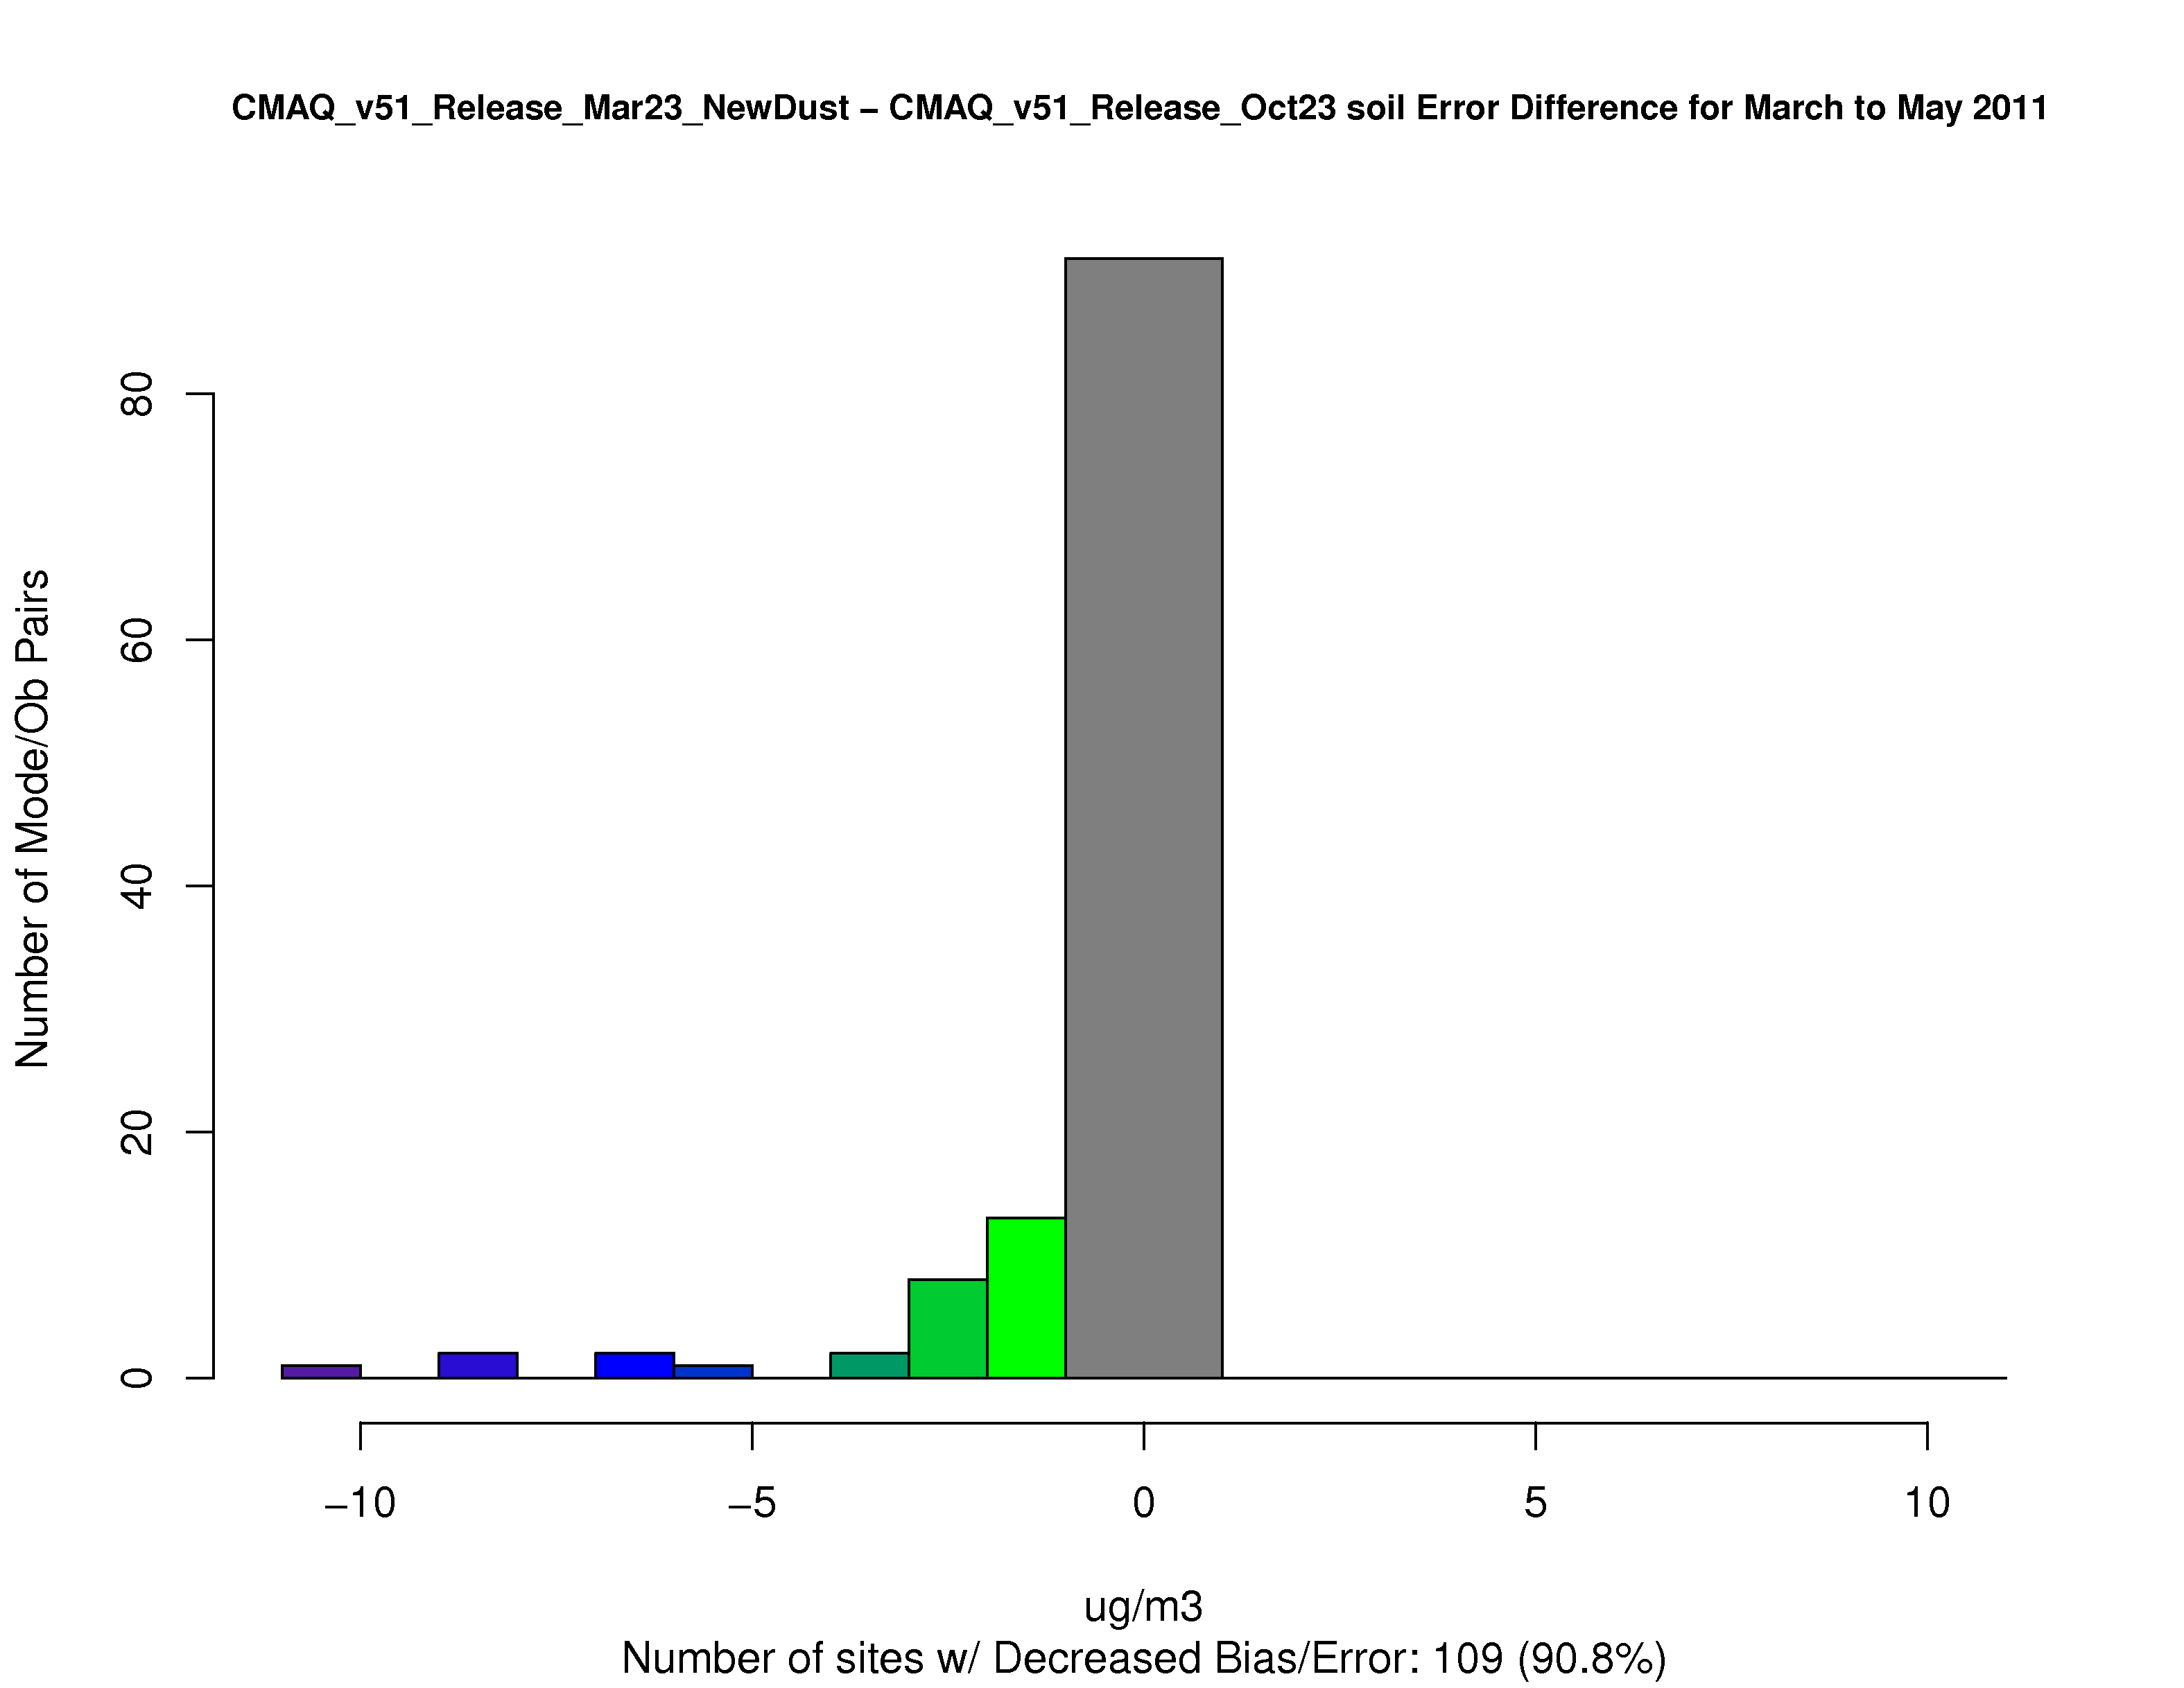 CMAQ_v51_Release_Mar23_NewDust – CMAQ_v51_Release_Oct23 soil Error Difference for March to May 2011
Number of Mode/Ob Pairs
80
60
40
20
0
−10
−5
0
5
10
ug/m3
Number of sites w/ Decreased Bias/Error: 109 (90.8%)